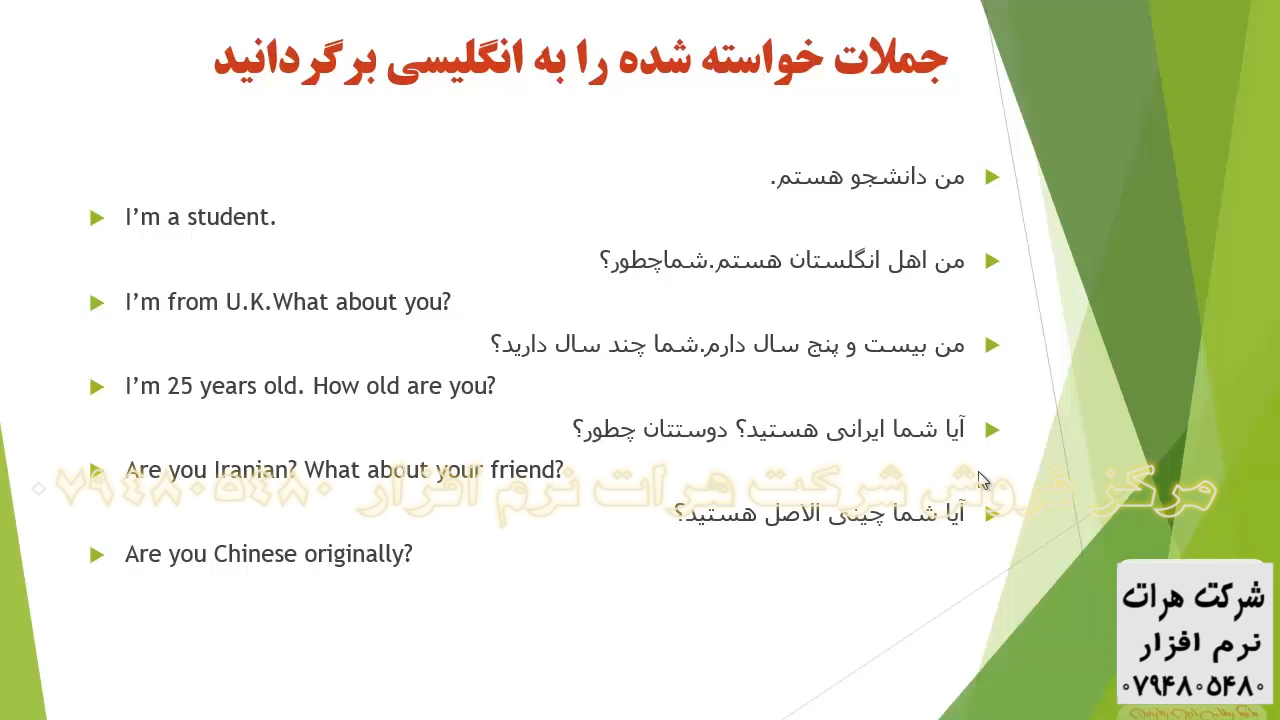 جملات خواسته شده را به انگلیسی برگردانید
من دانشجو هستم.
I'm a student.
من اهل انگلستان هستم.شماچطور؟
I'm from U.K.What about you?
من بیست و پنج سال دارم.شما چند سال دارید؟
I'm 25 years old. How old are you?
آیا شما ایرانی هستید؟ دوستتان چطور؟
Are you Iranian? What about your friend?
مرکز فروش شرکت هرات نرم افزار ۰۷۹۴۸۰۵۴۸۰
آیا شما چینی الاصل هستید؟
Are you Chinese originally?
شرکت هرات
نرم افزار
۰۷۹۴۸۰۵۴۸۰